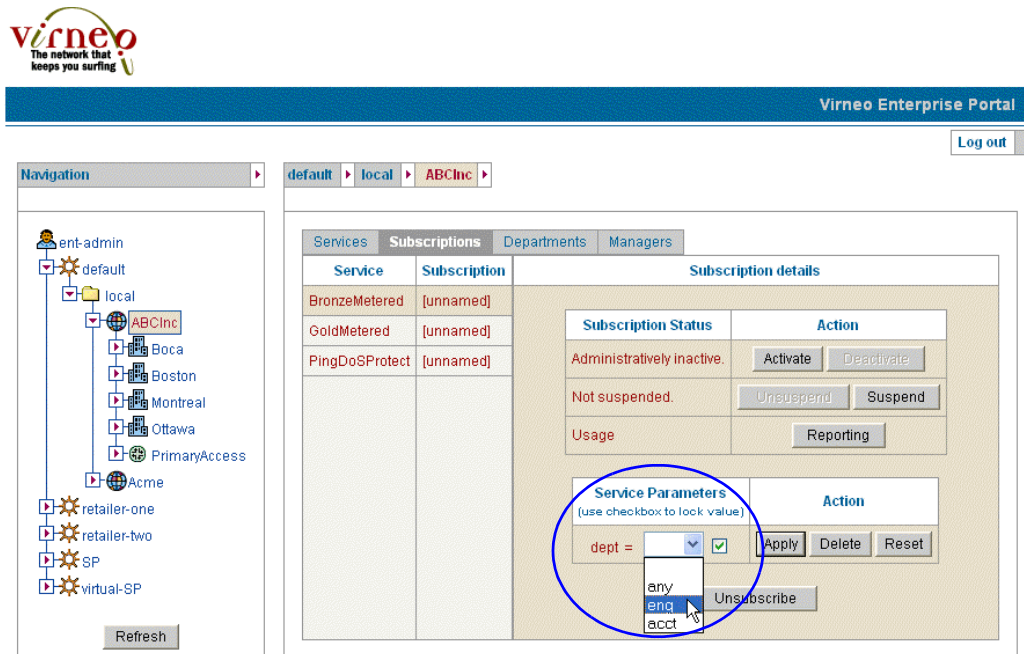 virneo
The network that
keeps you surfing
Virneo Enterprise Portal
Log out
Navigation
default local ABCInc
ent-admin
default
local
ABCInc
Boca
Boston
Montreal
Ottawa
PrimaryAccess
Acme
retailer-one
retailer-two
SP
virtual-SP
Refresh
Services Subscriptions Departments Managers
Service Subscription Subscription details
BronzeMetered [unnamed]
GoldMetered [unnamed]
PingDoSProtect [unnamed]
Subscription Status Action
Administratively inactive. Activate Deactivate
Not suspended. Unsuspend Suspend
Usage Reporting
Service Parameters Action
(use checkbox to lock value)
dept = Apply Delete Reset
any
eng
acct
Unsubscribe